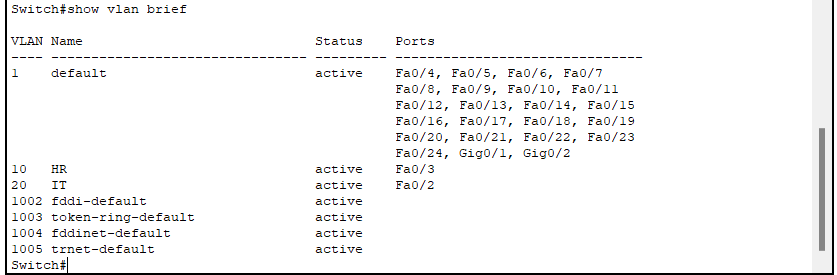 Switch#show vlan brief
VLAN Name                             Status    Ports
---- -------------------------------- --------- -------------------------------
1    default                          active    Fa0/4, Fa0/5, Fa0/6, Fa0/7
                                                Fa0/8, Fa0/9, Fa0/10, Fa0/11
                                                Fa0/12, Fa0/13, Fa0/14, Fa0/15
                                                Fa0/16, Fa0/17, Fa0/18, Fa0/19
                                                Fa0/20, Fa0/21, Fa0/22, Fa0/23
                                                Fa0/24, Gig0/1, Gig0/2
10   HR                               active    Fa0/3
20   IT                               active    Fa0/2
1002 fddi-default                     active
1003 token-ring-default               active
1004 fddinet-default                  active
1005 trnet-default                    active
Switch#